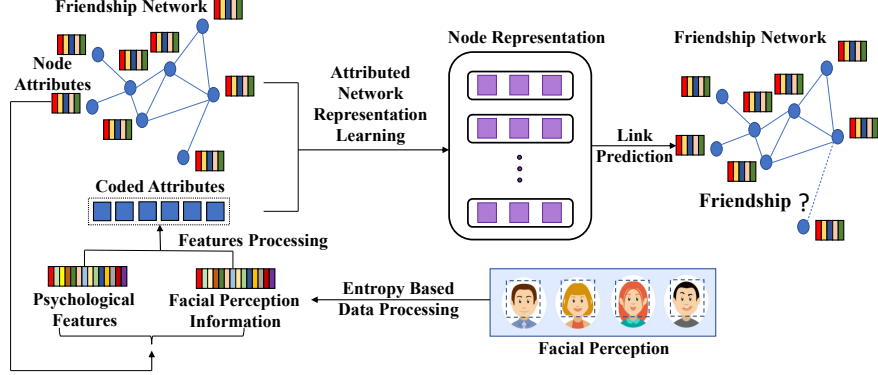 Friendship Network
Node
Attributes
Attributed
Network
Representation
Learning
Node Representation
Friendship Network
Link
Prediction
Friendship ?
Coded Attributes
Features Processing
Psychological
Features
Facial Perception
Information
Entropy Based
Data Processing
Facial Perception